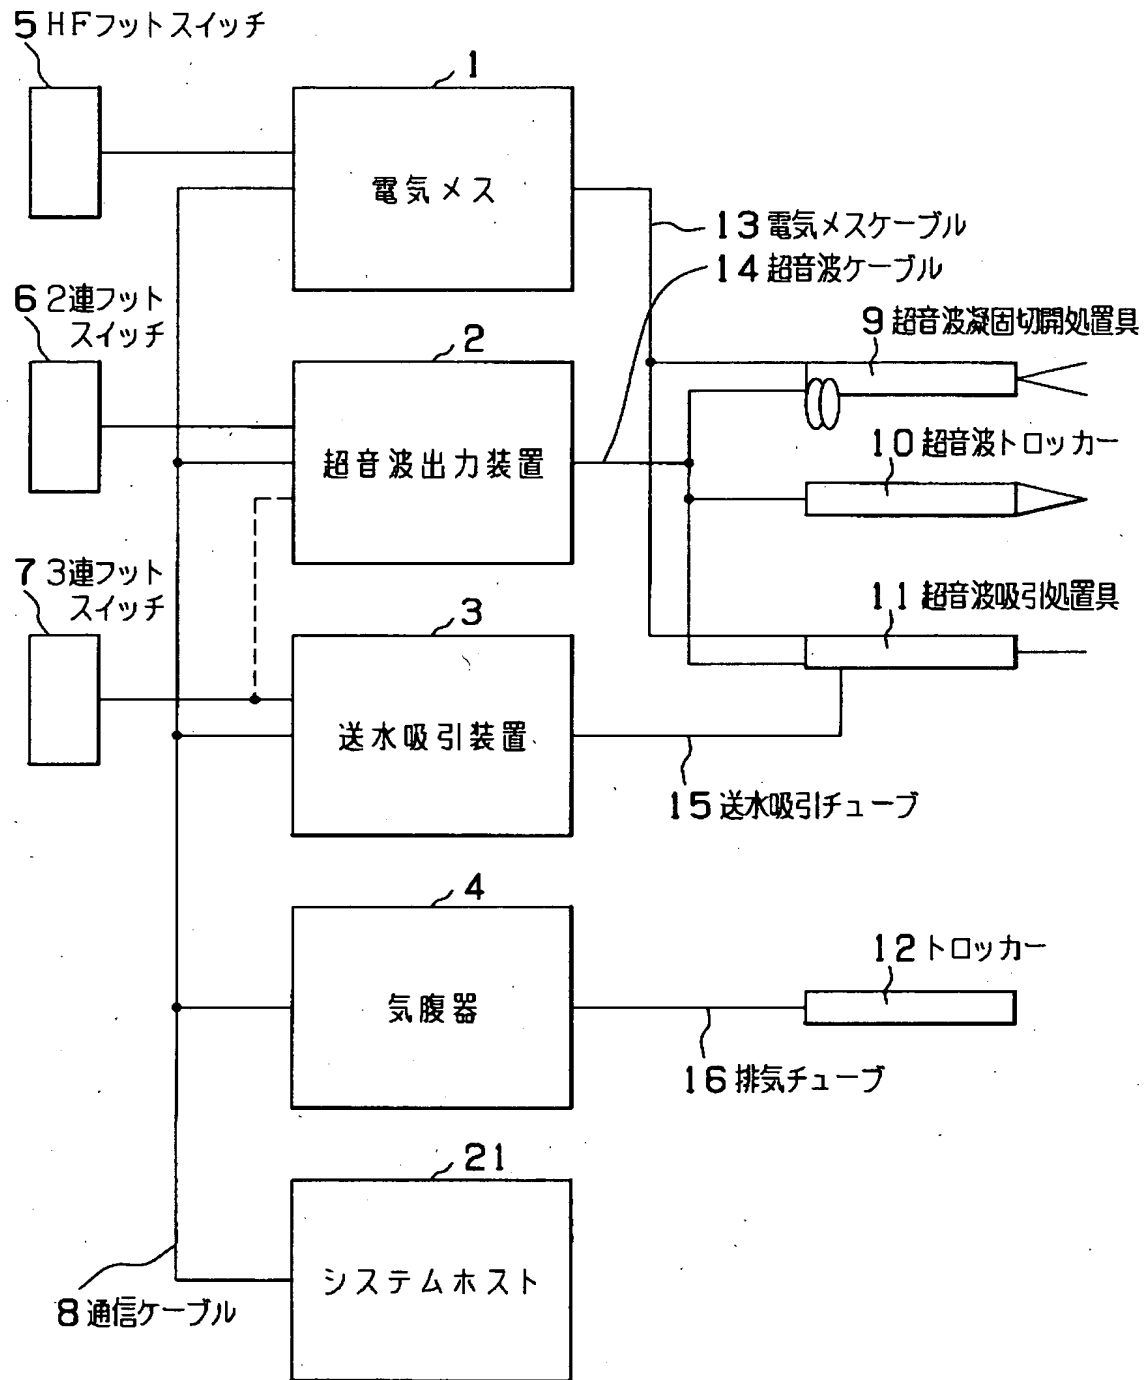 5 HFフットスイッチ
1
電気メス
13 電気メスケーブル
14 超音波ケーブル
6 2連フット
スイッチ
2
超音波出力装置
9 超音波凝固切開処置具
10 超音波トロッカー
7 3連フット
スイッチ
3
送水吸引装置
11 超音波吸引処置具
15 送水吸引チューブ
4
気腹器
12 トロッカー
16 排気チューブ
21
システムホスト
8 通信ケーブル